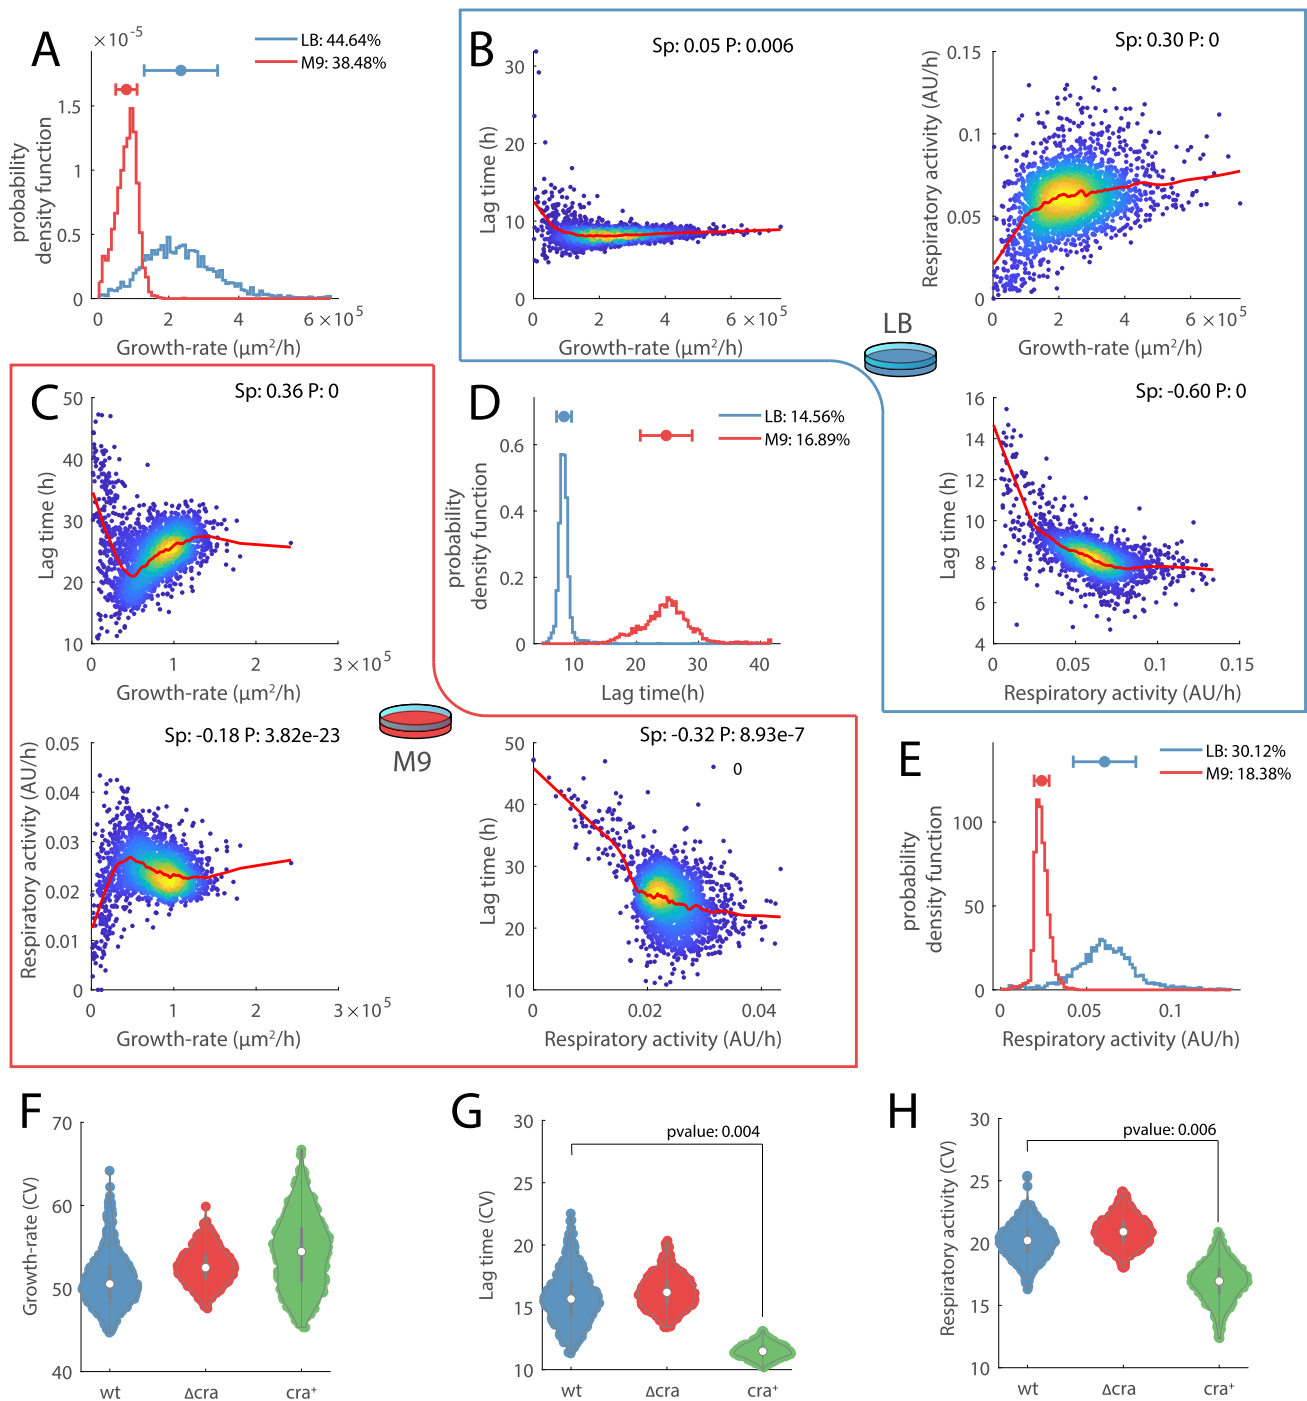 A
×10⁻⁵
LB: 44.64%
M9: 38.48%
probability
density function
1.5
1
0.5
0
0 2 4 6 ×10⁵
Growth-rate (µm²/h)
B
Sp: 0.05 P: 0.006
Lag time (h)
30
20
10
0
0 2 4 6 ×10⁵
Growth-rate (µm²/h)
Sp: 0.30 P: 0
Respiratory activity (AU/h)
0.15
0.1
0.05
0
0 2 4 6 ×10⁵
Growth-rate (µm²/h)
LB
Sp: -0.60 P: 0
Lag time (h)
16
14
12
10
8
6
4
0 0.05 0.1 0.15
Respiratory activity (AU/h)
C
Sp: 0.36 P: 0
Lag time (h)
50
40
30
20
10
0 1 2 3 ×10⁵
Growth-rate (µm²/h)
D
LB: 14.56%
M9: 16.89%
probability
density function
0.6
0.4
0.2
0
10 20 30 40
Lag time(h)
M9
Sp: -0.18 P: 3.82e-23
Respiratory activity (AU/h)
0.05
0.04
0.03
0.02
0.01
0
0 1 2 3 ×10⁵
Growth-rate (µm²/h)
Sp: -0.32 P: 8.93e-7
0
Lag time (h)
50
40
30
20
10
0 0.02 0.04
Respiratory activity (AU/h)
E
LB: 30.12%
M9: 18.38%
probability
density function
100
50
0
0 0.05 0.1
Respiratory activity (AU/h)
F
Growth-rate (CV)
70
60
50
40
wt Δcra cra⁺
G
pvalue: 0.004
Lag time (CV)
30
25
20
15
10
wt Δcra cra⁺
H
pvalue: 0.006
Respiratory activity (CV)
30
25
20
15
10
wt Δcra cra⁺